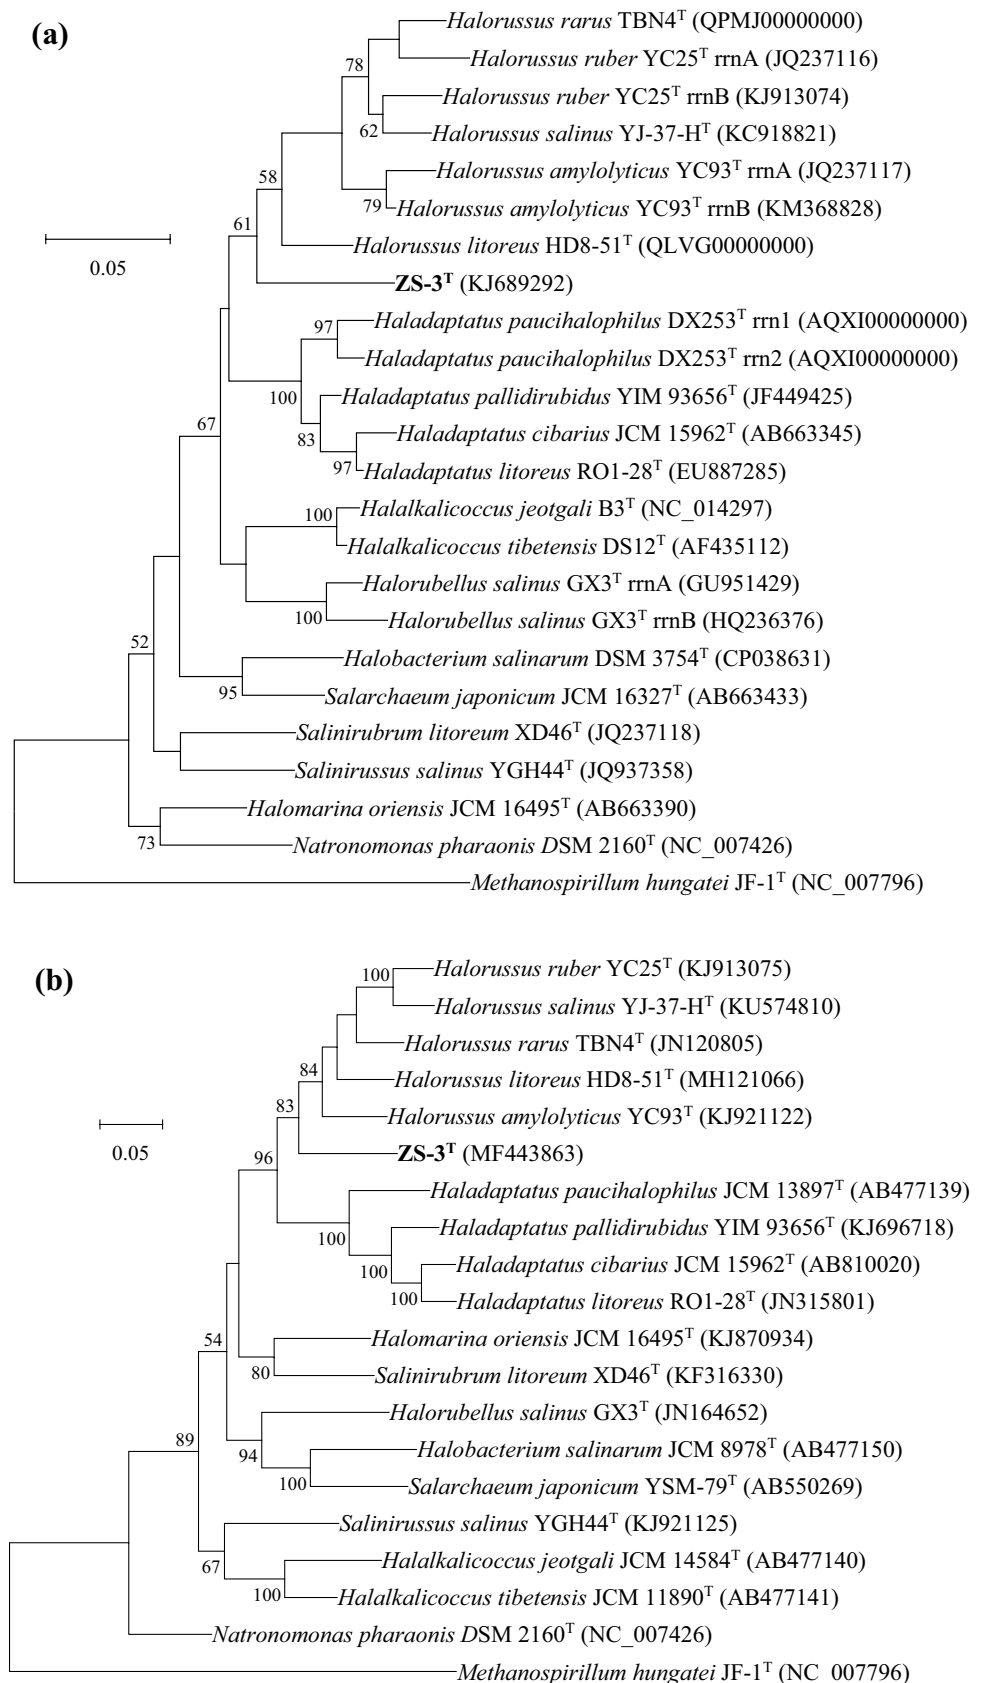 (a)
Halorussus rarus TBN4ᵀ (QPMJ00000000)
Halorussus ruber YC25ᵀ rrnA (JQ237116)
78
Halorussus ruber YC25ᵀ rrnB (KJ913074)
62
Halorussus salinus YJ-37-Hᵀ (KC918821)
Halorussus amylolyticus YC93ᵀ rrnA (JQ237117)
58
79
Halorussus amylolyticus YC93ᵀ rrnB (KM368828)
61
Halorussus litoreus HD8-51ᵀ (QLVG00000000)
0.05
ZS-3ᵀ (KJ689292)
97
Haladaptatus paucihalophilus DX253ᵀ rrn1 (AQXI00000000)
Haladaptatus paucihalophilus DX253ᵀ rrn2 (AQXI00000000)
100
Haladaptatus pallidirubidus YIM 93656ᵀ (JF449425)
67
83
Haladaptatus cibarius JCM 15962ᵀ (AB663345)
97
Haladaptatus litoreus RO1-28ᵀ (EU887285)
100
Halalkalicoccus jeotgali B3ᵀ (NC_014297)
Halalkalicoccus tibetensis DS12ᵀ (AF435112)
Halorubellus salinus GX3ᵀ rrnA (GU951429)
100
Halorubellus salinus GX3ᵀ rrnB (HQ236376)
52
Halobacterium salinarum DSM 3754ᵀ (CP038631)
95
Salarchaeum japonicum JCM 16327ᵀ (AB663433)
Salinirubrum litoreum XD46ᵀ (JQ237118)
Salinirussus salinus YGH44ᵀ (JQ937358)
Halomarina oriensis JCM 16495ᵀ (AB663390)
73
Natronomonas pharaonis DSM 2160ᵀ (NC_007426)
Methanospirillum hungatei JF-1ᵀ (NC_007796)
(b)
100
Halorussus ruber YC25ᵀ (KJ913075)
Halorussus salinus YJ-37-Hᵀ (KU574810)
Halorussus rarus TBN4ᵀ (JN120805)
84
Halorussus litoreus HD8-51ᵀ (MH121066)
83
Halorussus amylolyticus YC93ᵀ (KJ921122)
0.05
96
ZS-3ᵀ (MF443863)
Haladaptatus paucihalophilus JCM 13897ᵀ (AB477139)
100
Haladaptatus pallidirubidus YIM 93656ᵀ (KJ696718)
100
Haladaptatus cibarius JCM 15962ᵀ (AB810020)
100
Haladaptatus litoreus RO1-28ᵀ (JN315801)
54
Halomarina oriensis JCM 16495ᵀ (KJ870934)
80
Salinirubrum litoreum XD46ᵀ (KF316330)
Halorubellus salinus GX3ᵀ (JN164652)
89
94
Halobacterium salinarum JCM 8978ᵀ (AB477150)
100
Salarchaeum japonicum YSM-79ᵀ (AB550269)
Salinirussus salinus YGH44ᵀ (KJ921125)
67
Halalkalicoccus jeotgali JCM 14584ᵀ (AB477140)
100
Halalkalicoccus tibetensis JCM 11890ᵀ (AB477141)
Natronomonas pharaonis DSM 2160ᵀ (NC_007426)
Methanospirillum hungatei JF-1ᵀ (NC_007796)